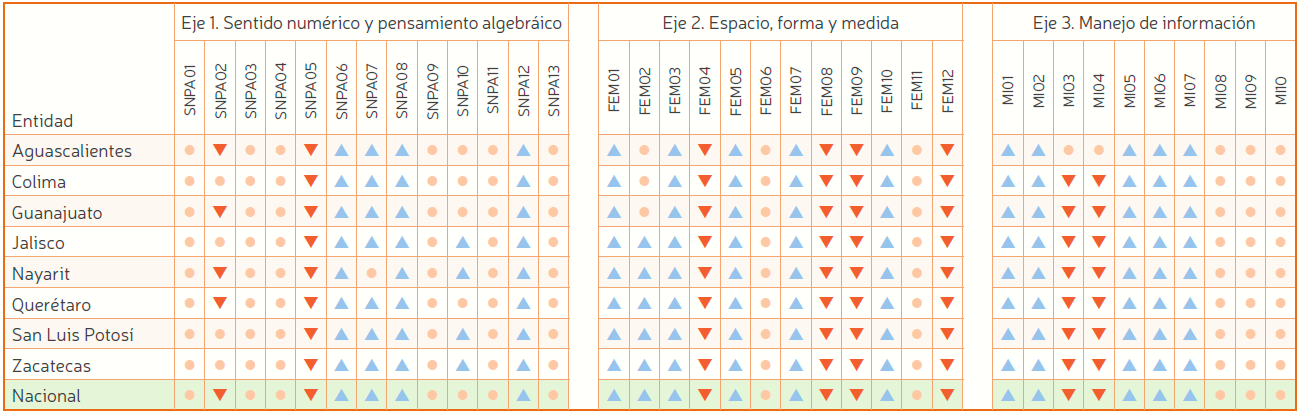 Eje 1. Sentido numérico y pensamiento algebráico Eje 2. Espacio, forma y medida Eje 3. Manejo de información
Entidad SNPA01 SNPA02 SNPA03 SNPA04 SNPA05 SNPA06 SNPA07 SNPA08 SNPA09 SNPA10 SNPA11 SNPA12 SNPA13 FEM01 FEM02 FEM03 FEM04 FEM05 FEM06 FEM07 FEM08 FEM09 FEM10 FEM11 FEM12 MI01 MI02 MI03 MI04 MI05 MI06 MI07 MI08 MI09 MI10
Aguascalientes
Colima
Guanajuato
Jalisco
Nayarit
Querétaro
San Luis Potosí
Zacatecas
Nacional